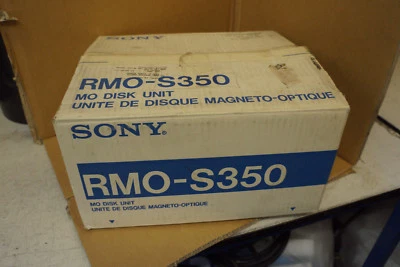 SONY
RMO-S350
MO DISK UNIT
UNITE DE DISQUE MAGNETO-OPTIQUE
SONY
RMO-S350
MO DISK UNIT
UNITE DE DISQUE MAGNETO-OPTIQUE